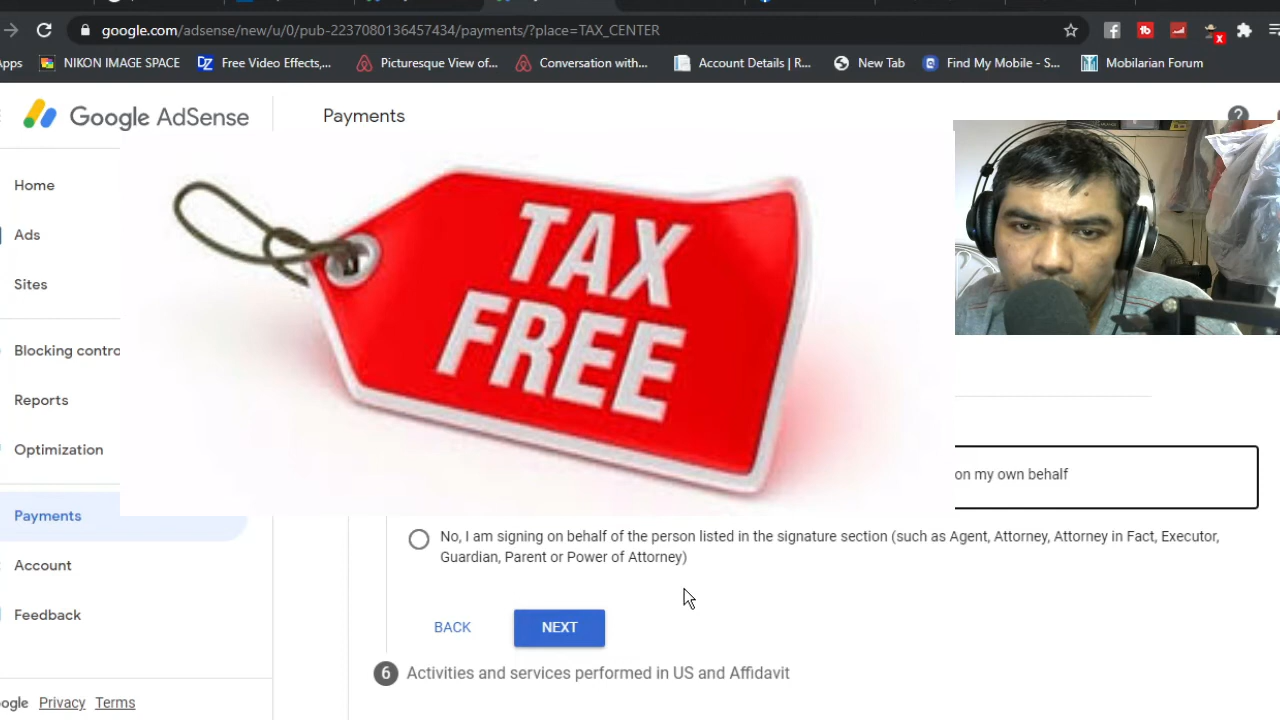 google.com/adsense/new/u/0/pub-2237080136457434/payments/?place=TAX_CENTER
Apps
NIKON IMAGE SPACE
Free Video Effects,...
Picturesque View of...
Conversation with...
Account Details | R...
New Tab
Find My Mobile - S...
Mobilarian Forum
Google AdSense
Payments
Home
Ads
Sites
Blocking contro
Reports
Optimization
Payments
Account
Feedback
TAX
FREE
on my own behalf
No, I am signing on behalf of the person listed in the signature section (such as Agent, Attorney, Attorney in Fact, Executor,
Guardian, Parent or Power of Attorney)
BACK
NEXT
6 Activities and services performed in US and Affidavit
oogle Privacy Terms